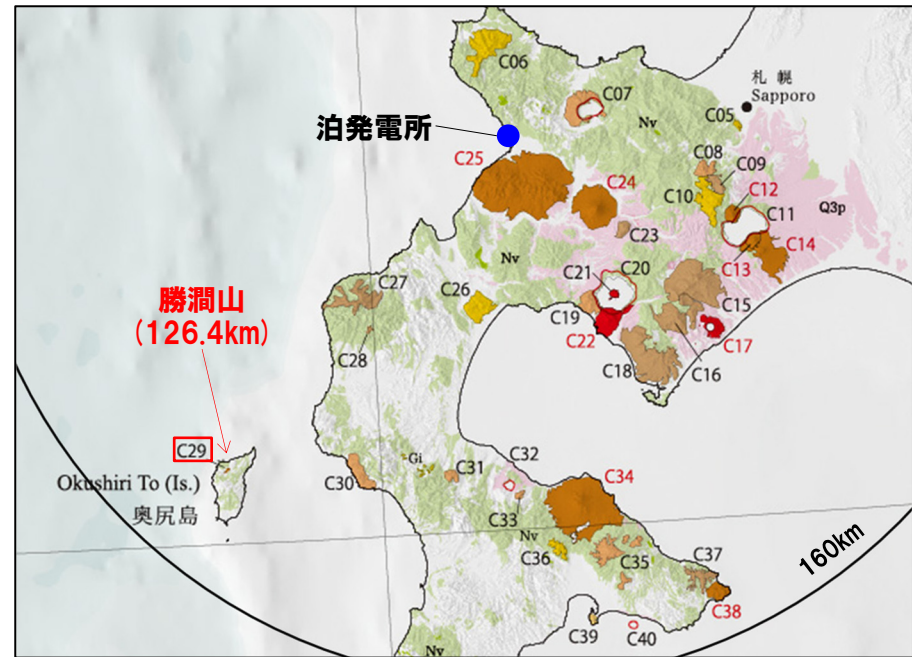 C06
C07
札 幌
Sapporo
泊発電所
C05
Nv
C25
C08
C09
C24
C10
C12
C11
Q3p
C23
C14
C13
Nv
C21
C20
C27
C26
C15
勝澗山
(126.4km)
C19
C22
C17
C28
C18
C16
C29
Gi
C32
C31
C34
Okushiri To (Is.)
C30
奥尻島
C33
Nv
C36
C35
C37
160km
C38
C39
C40
Nv